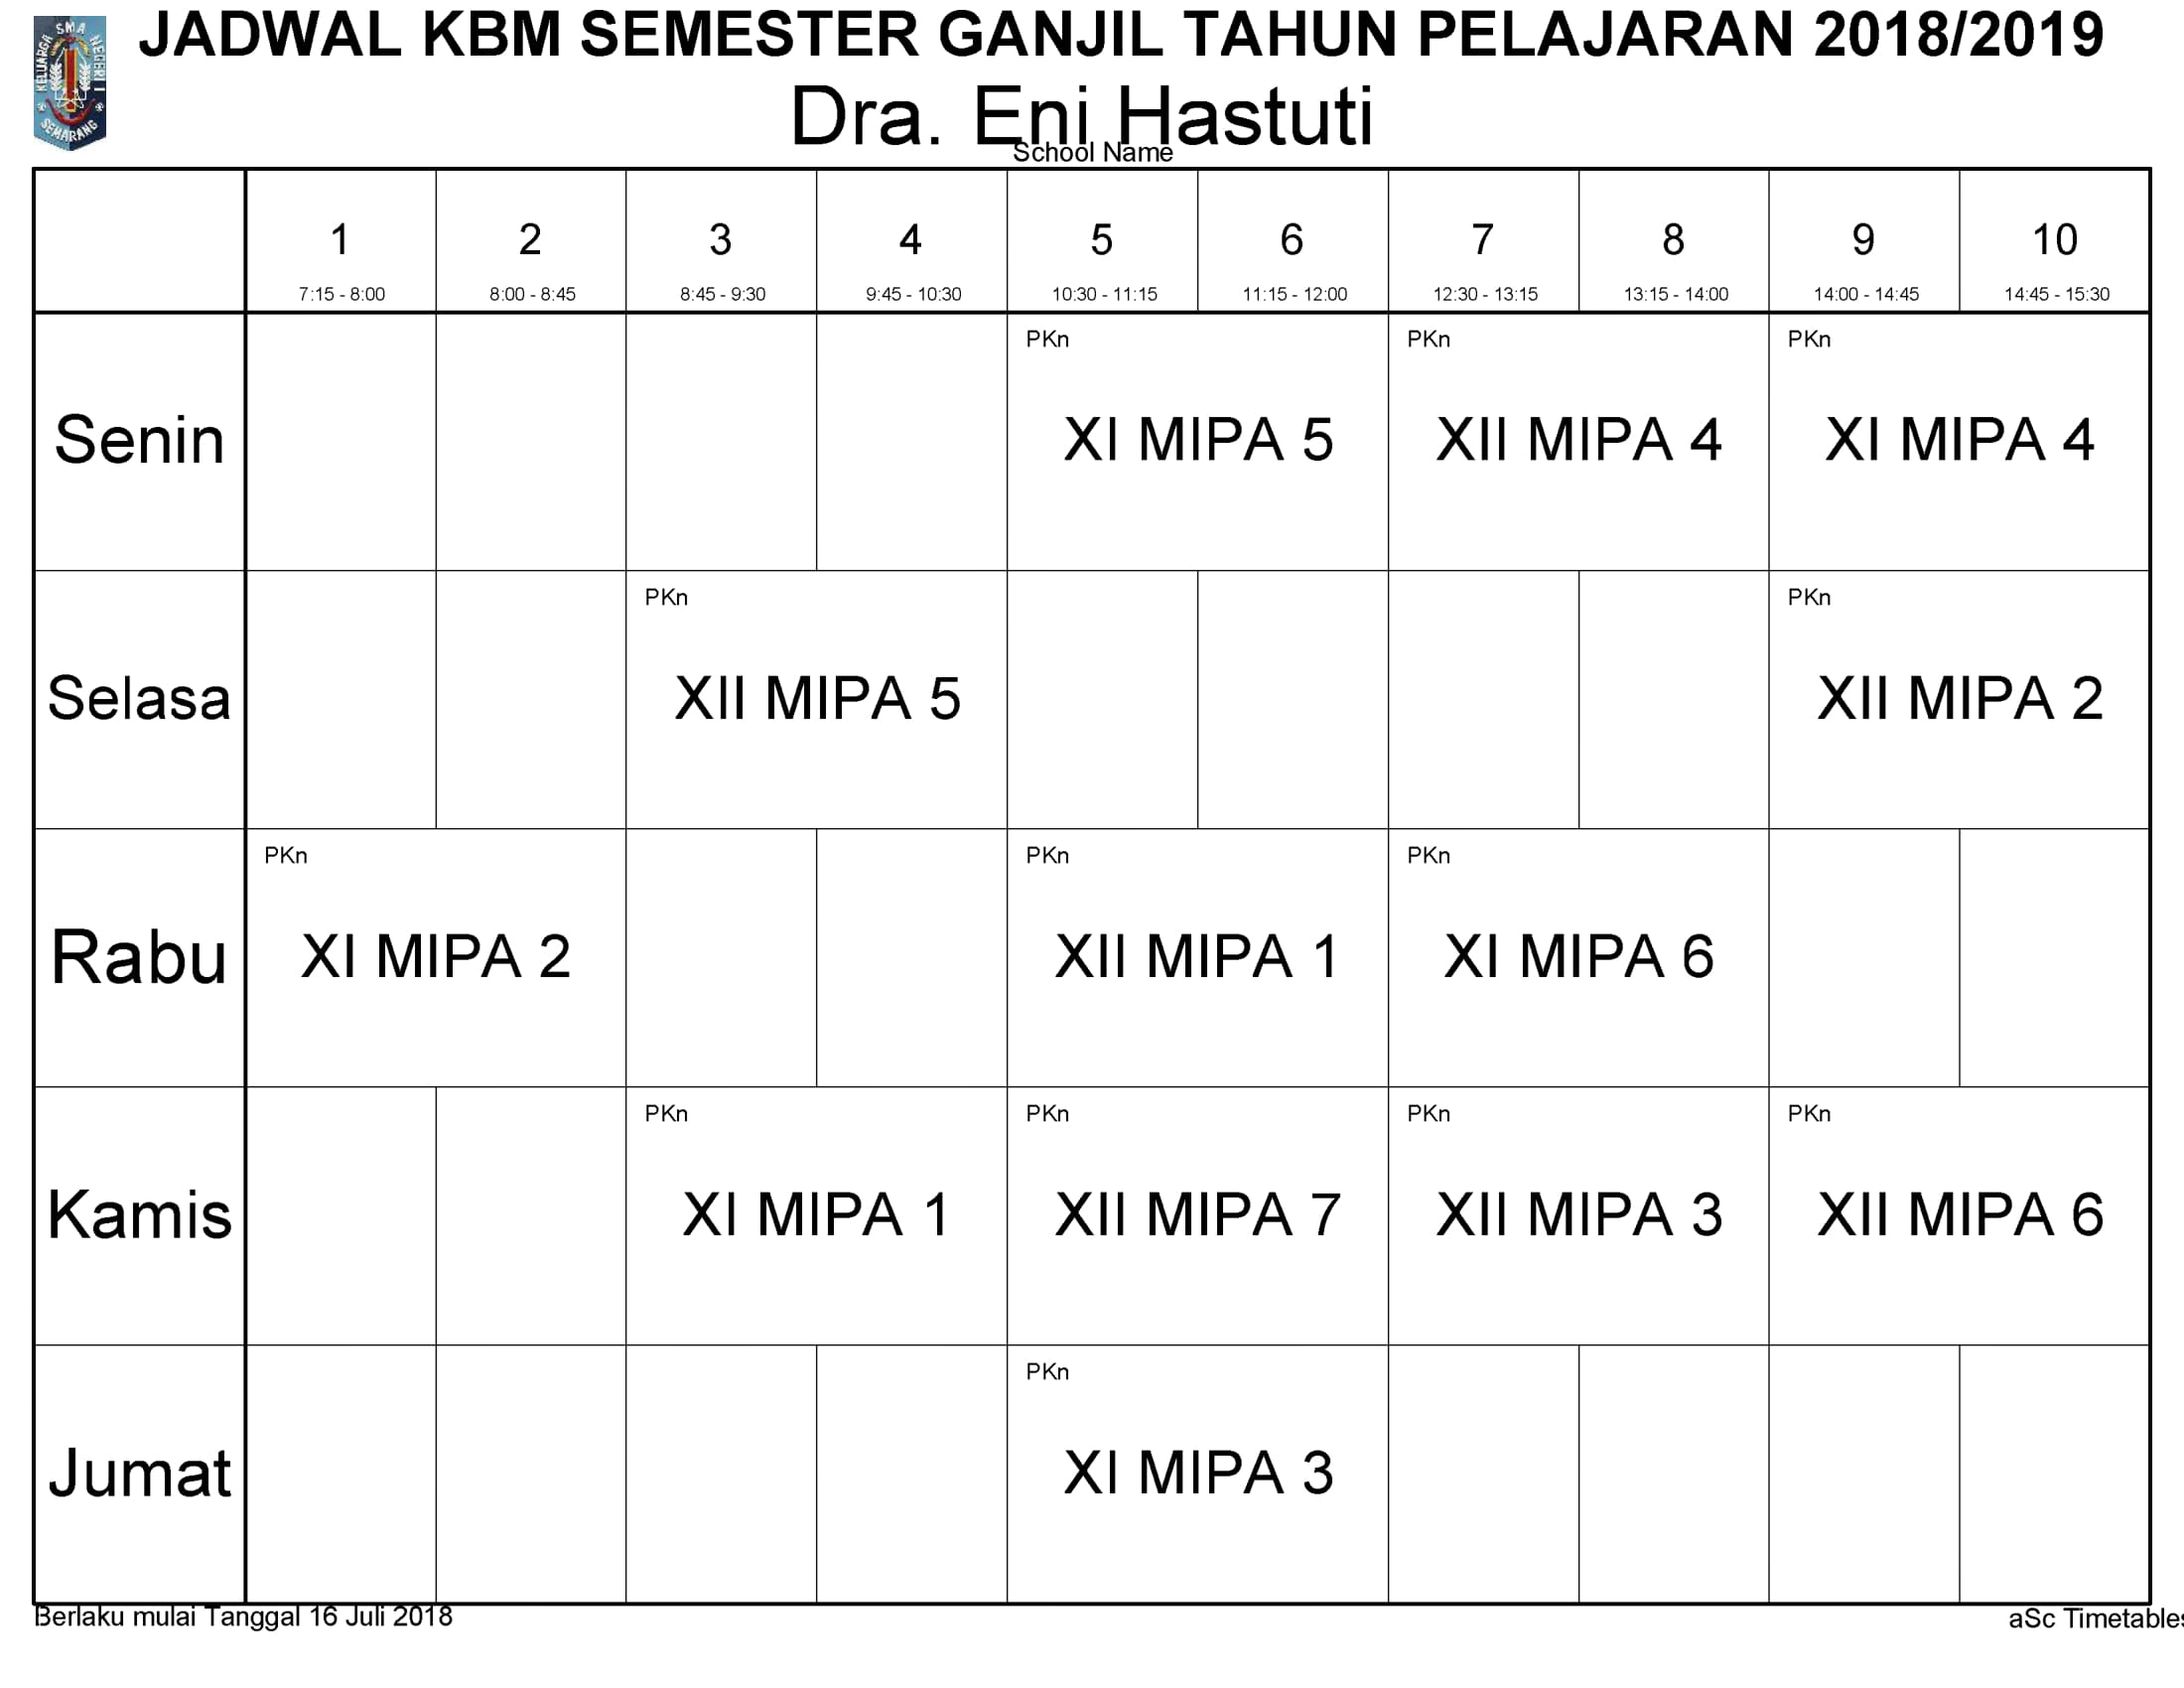 KELUARGA SMA NEGERI 1
SEMARANG
JADWAL KBM SEMESTER GANJIL TAHUN PELAJARAN 2018/2019
Dra. Eni Hastuti
School Name
1 2 3 4 5 6 7 8 9 10
7:15 - 8:00 8:00 - 8:45 8:45 - 9:30 9:45 - 10:30 10:30 - 11:15 11:15 - 12:00 12:30 - 13:15 13:15 - 14:00 14:00 - 14:45 14:45 - 15:30
PKn PKn PKn
Senin XI MIPA 5 XII MIPA 4 XI MIPA 4
PKn PKn
Selasa XII MIPA 5 XII MIPA 2
PKn PKn PKn
Rabu XI MIPA 2 XII MIPA 1 XI MIPA 6
PKn PKn PKn PKn
Kamis XI MIPA 1 XII MIPA 7 XII MIPA 3 XII MIPA 6
PKn
Jumat XI MIPA 3
Berlaku mulai Tanggal 16 Juli 2018 aSc Timetables